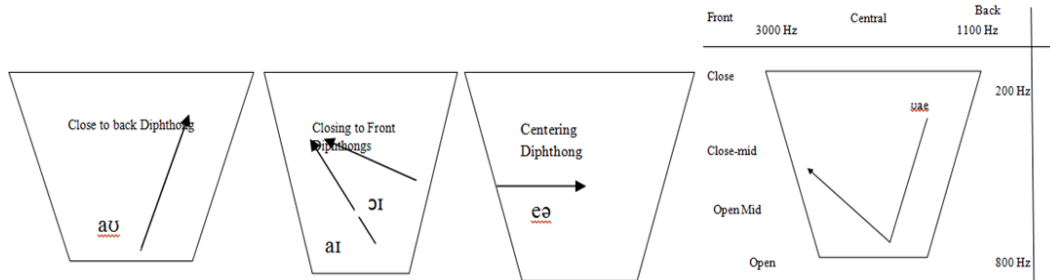 Close to back Diphthong
aʊ
Closing to Front
Diphthongs
ɔɪ
aɪ
Centering
Diphthong
eə
Front Central Back
3000 Hz 1100 Hz
Close
200 Hz
ʊae
Close-mid
Open Mid
Open
800 Hz